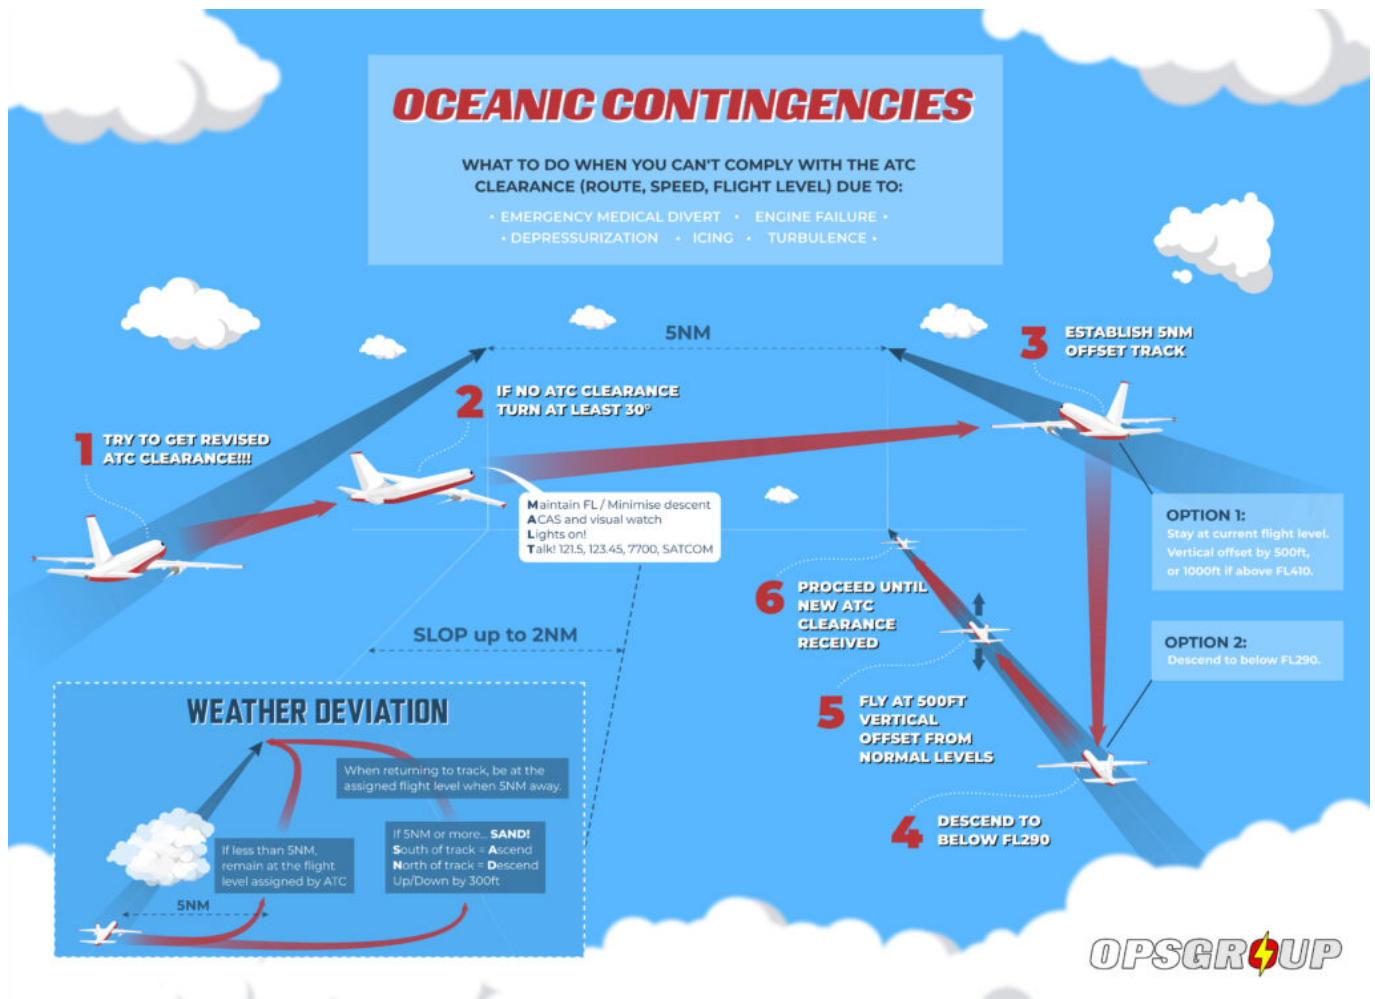 OCEANIC CONTINGENCIES
WHAT TO DO WHEN YOU CAN'T COMPLY WITH THE ATC
CLEARANCE (ROUTE, SPEED, FLIGHT LEVEL) DUE TO:
• EMERGENCY MEDICAL DIVERT • ENGINE FAILURE •
• DEPRESSURIZATION • ICING • TURBULENCE •
1 TRY TO GET REVISED
ATC CLEARANCE!!!
2 IF NO ATC CLEARANCE
TURN AT LEAST 30°
5NM
3 ESTABLISH 5NM
OFFSET TRACK
Maintain FL / Minimise descent
ACAS and visual watch
Lights on!
Talk! 121.5, 123.45, 7700, SATCOM
OPTION 1:
Stay at current flight level.
Vertical offset by 500ft,
or 1000ft if above FL410.
OPTION 2:
Descend to below FL290.
4 DESCEND TO
BELOW FL290
5 FLY AT 500FT
VERTICAL
OFFSET FROM
NORMAL LEVELS
6 PROCEED UNTIL
NEW ATC
CLEARANCE
RECEIVED
SLOP up to 2NM
WEATHER DEVIATION
When returning to track, be at the
assigned flight level when 5NM away.
If less than 5NM,
remain at the flight
level assigned by ATC
If 5NM or more... SAND!
South of track = Ascend
North of track = Descend
Up/Down by 300ft
5NM
OPSGROUP